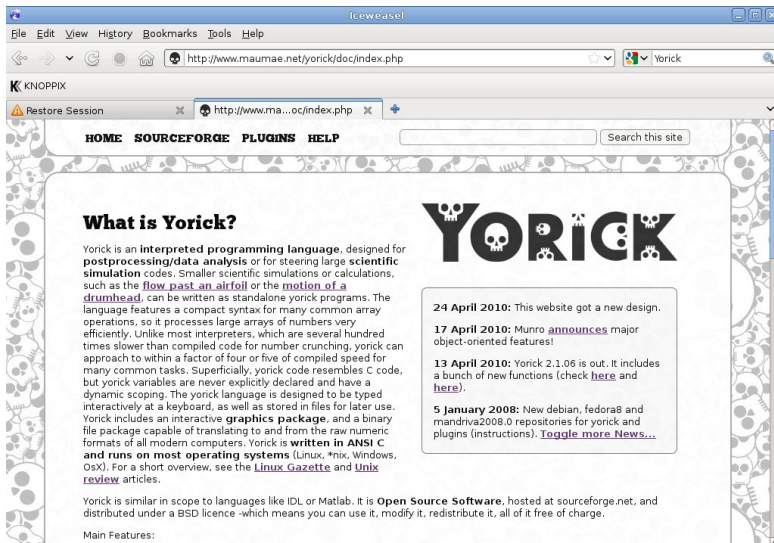 Iceweasel
File Edit View History Bookmarks Tools Help
http://www.maumae.net/yorick/doc/index.php
Yorick
KNOPPIX
Restore Session
http://www.ma...oc/index.php
HOME SOURCEFORGE PLUGINS HELP
Search this site
What is Yorick?
Yorick is an interpreted programming language, designed for
postprocessing/data analysis or for steering large scientific
simulation codes. Smaller scientific simulations or calculations,
such as the flow past an airfoil or the motion of a
drumhead, can be written as standalone yorick programs. The
language features a compact syntax for many common array
operations, so it processes large arrays of numbers very
efficiently. Unlike most interpreters, which are several hundred
times slower than compiled code for number crunching, yorick can
approach to within a factor of four or five of compiled speed for
many common tasks. Superficially, yorick code resembles C code,
but yorick variables are never explicitly declared and have a
dynamic scoping. The yorick language is designed to be typed
interactively at a keyboard, as well as stored in files for later use.
Yorick includes an interactive graphics package, and a binary
file package capable of translating to and from the raw numeric
formats of all modern computers. Yorick is written in ANSI C
and runs on most operating systems (Linux, *nix, Windows,
OsX). For a short overview, see the Linux Gazette and Unix
review articles.
YORICK
24 April 2010: This website got a new design.
17 April 2010: Munro announces major
object-oriented features!
13 April 2010: Yorick 2.1.06 is out. It includes
a bunch of new functions (check here and
here).
5 January 2008: New debian, fedora8 and
mandriva2008.0 repositories for yorick and
plugins (instructions). Toggle more News...
Yorick is similar in scope to languages like IDL or Matlab. It is Open Source Software, hosted at sourceforge.net, and
distributed under a BSD licence -which means you can use it, modify it, redistribute it, all of it free of charge.
Main Features: